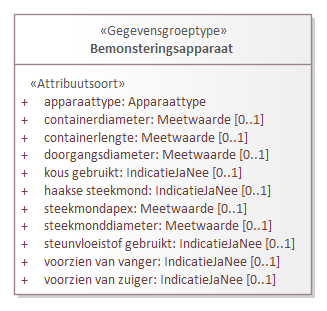 «Gegevensgroeptype»
Bemonsteringsapparaat
«Attribuutsoort»
+ apparaattype: Apparaattype
+ containerdiameter: Meetwaarde [0..1]
+ containerlengte: Meetwaarde [0..1]
+ doorgangsdiameter: Meetwaarde [0..1]
+ kous gebruikt: IndicatieJaNee [0..1]
+ haakse steekmond: IndicatieJaNee [0..1]
+ steekmondapex: Meetwaarde [0..1]
+ steekmonddiameter: Meetwaarde [0..1]
+ steunvloeistof gebruikt: IndicatieJaNee [0..1]
+ voorzien van vanger: IndicatieJaNee [0..1]
+ voorzien van zuiger: IndicatieJaNee [0..1]